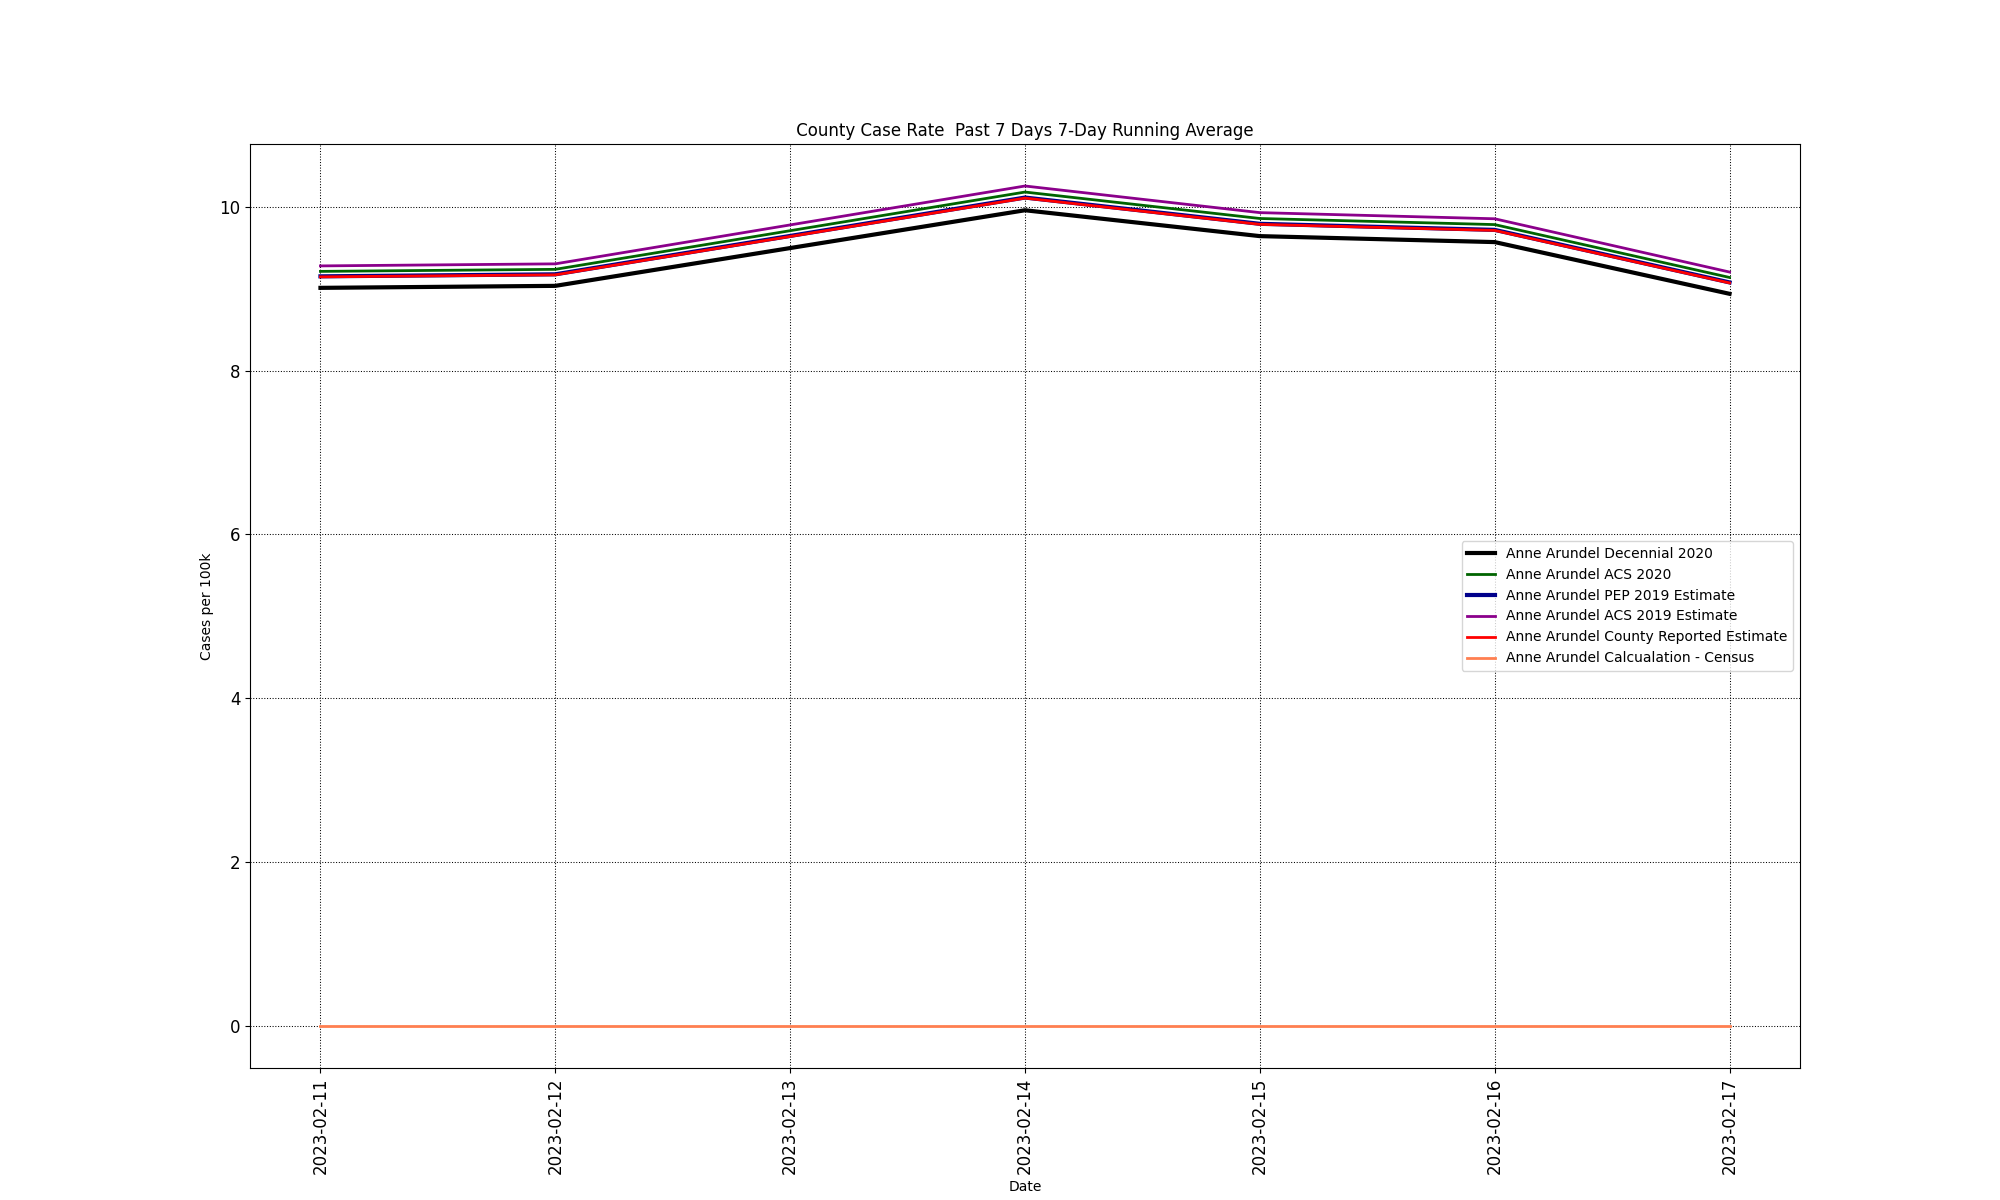 County Case Rate  Past 7 Days 7-Day Running Average
10
8
6
4
2
0
Cases per 100k
Anne Arundel Decennial 2020
Anne Arundel ACS 2020
Anne Arundel PEP 2019 Estimate
Anne Arundel ACS 2019 Estimate
Anne Arundel County Reported Estimate
Anne Arundel Calcualation - Census
2023-02-11
2023-02-12
2023-02-13
2023-02-14
2023-02-15
2023-02-16
2023-02-17
Date